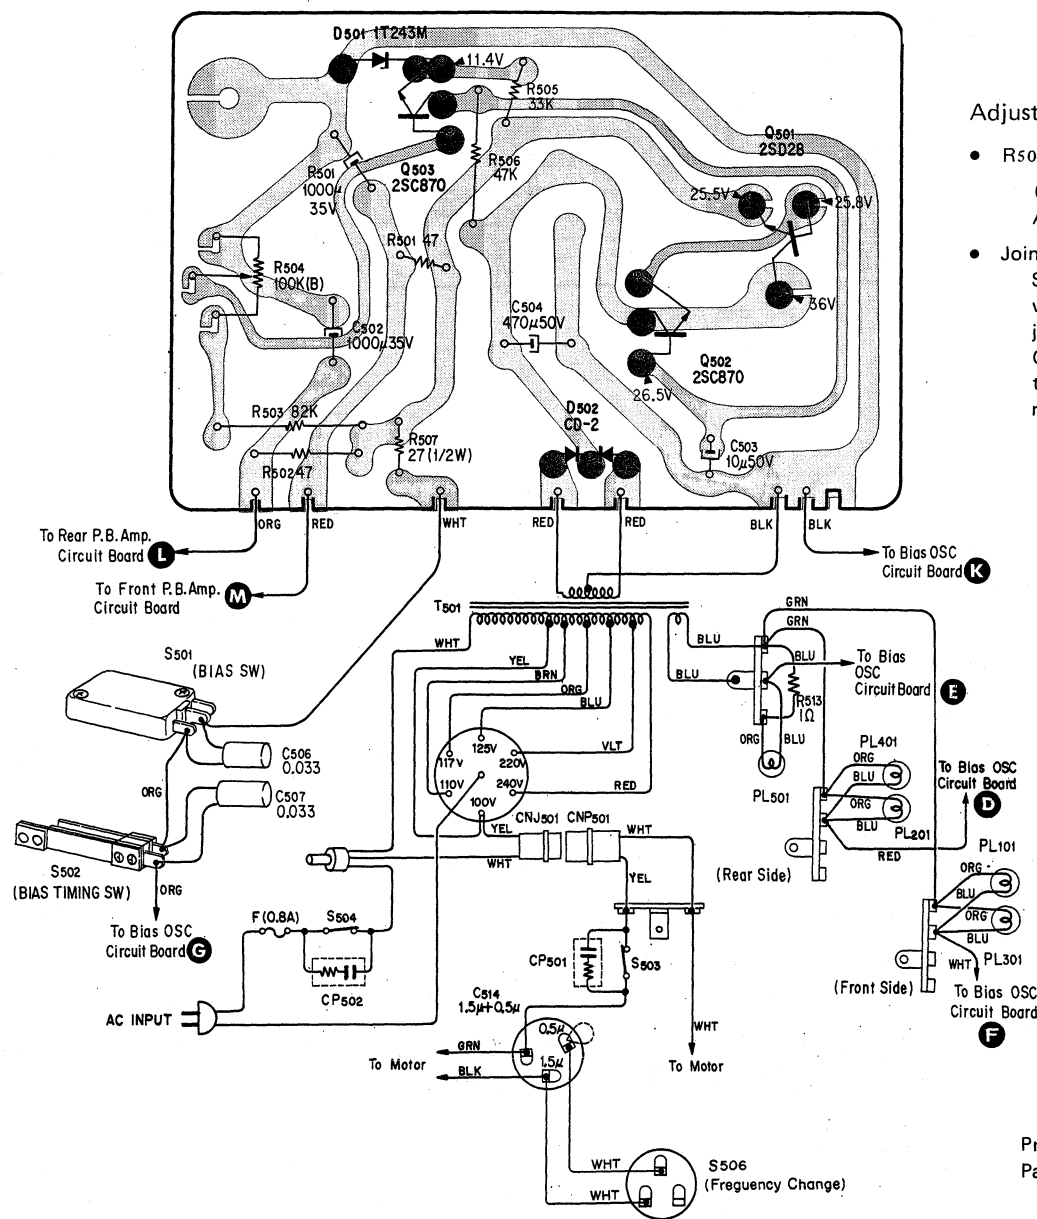 D501 1T243M
11.4V
R505
33K
Q501
2SD28
R501
1000μ
35V
Q503
2SC870
R506
47K
25.5V
25.8V
R501 47
R504
100K(B)
C502
1000μ35V
C504
470μ50V
36V
Q502
2SC870
26.5V
R503 82K
R502 47
R507
27(1/2W)
D502
CD-2
C503
10μ50V
ORG
RED
WHT
RED
RED
BLK
BLK
To Rear P.B. Amp.
Circuit Board L
To Front P.B. Amp.
Circuit Board M
To Bias OSC
Circuit Board K
T501
WHT
YEL
BRN
ORG
BLU
VLT
RED
BLU
BLU
GRN
GRN
BLU
To Bias
OSC
Circuit Board E
R513
1Ω
ORG
BLU
PL501
S501
(BIAS SW)
C506
0.033
C507
0.033
ORG
S502
(BIAS TIMING SW)
ORG
To Bias OSC
Circuit Board G
125V
117V
220V
110V
240V
100V
YEL
WHT
CNJ501
CNP501
WHT
YEL
PL401
ORG
BLU
ORG
BLU
PL201
RED
(Rear Side)
To Bias OSC
Circuit Board
D
PL101
ORG
BLU
ORG
BLU
PL301
WHT
(Front Side)
To Bias OSC
Circuit Board
F
F(0.8A)
S504
CP502
AC INPUT
CP501
S503
C514
1.5μ+0.5μ
0.5μ
1.5μ
GRN
BLK
To Motor
WHT
To Motor
WHT
WHT
S506
(Freguency Change)
Adjust
• R50
(
• Join
S
j
t
Pr
Pa